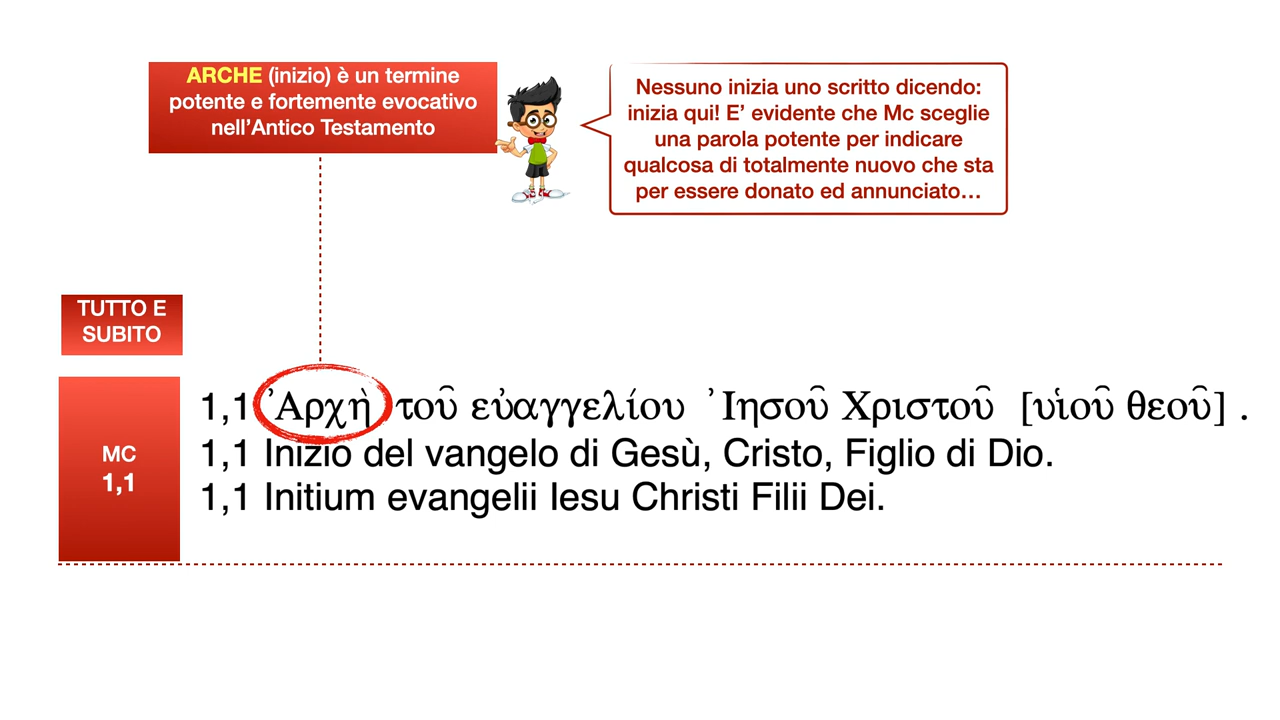 ARCHE (inizio) è un termine
potente e fortemente evocativo
nell'Antico Testamento
Nessuno inizia uno scritto dicendo:
inizia qui! E' evidente che Mc sceglie
una parola potente per indicare
qualcosa di totalmente nuovo che sta
per essere donato ed annunciato…
TUTTO E
SUBITO
MC
1,1
1,1 Ἀρχὴ τοῦ εὐαγγελίου Ἰησοῦ Χριστοῦ [υἱοῦ θεοῦ] .
1,1 Inizio del vangelo di Gesù, Cristo, Figlio di Dio.
1,1 Initium evangelii Iesu Christi Filii Dei.